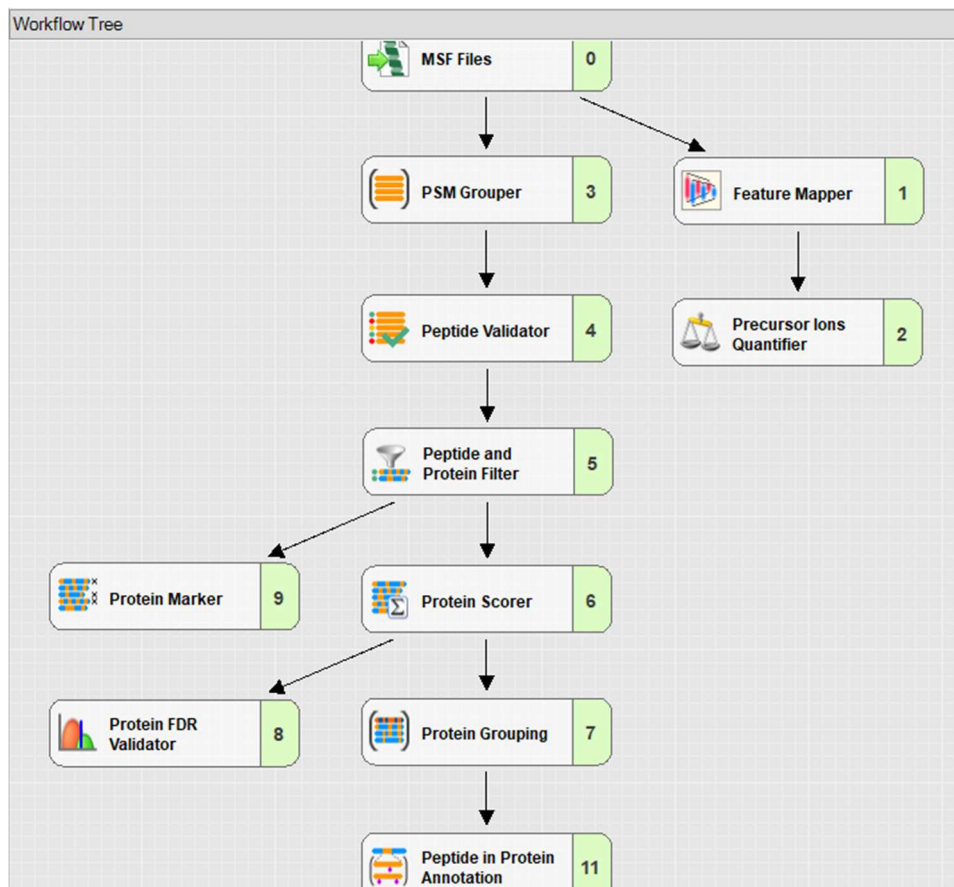 Workflow Tree
MSF Files 0
PSM Grouper 3
Feature Mapper 1
Peptide Validator 4
Precursor Ions
Quantifier 2
Peptide and
Protein Filter 5
Protein Marker 9
Protein Scorer 6
Protein FDR
Validator 8
Protein Grouping 7
Peptide in Protein
Annotation 11